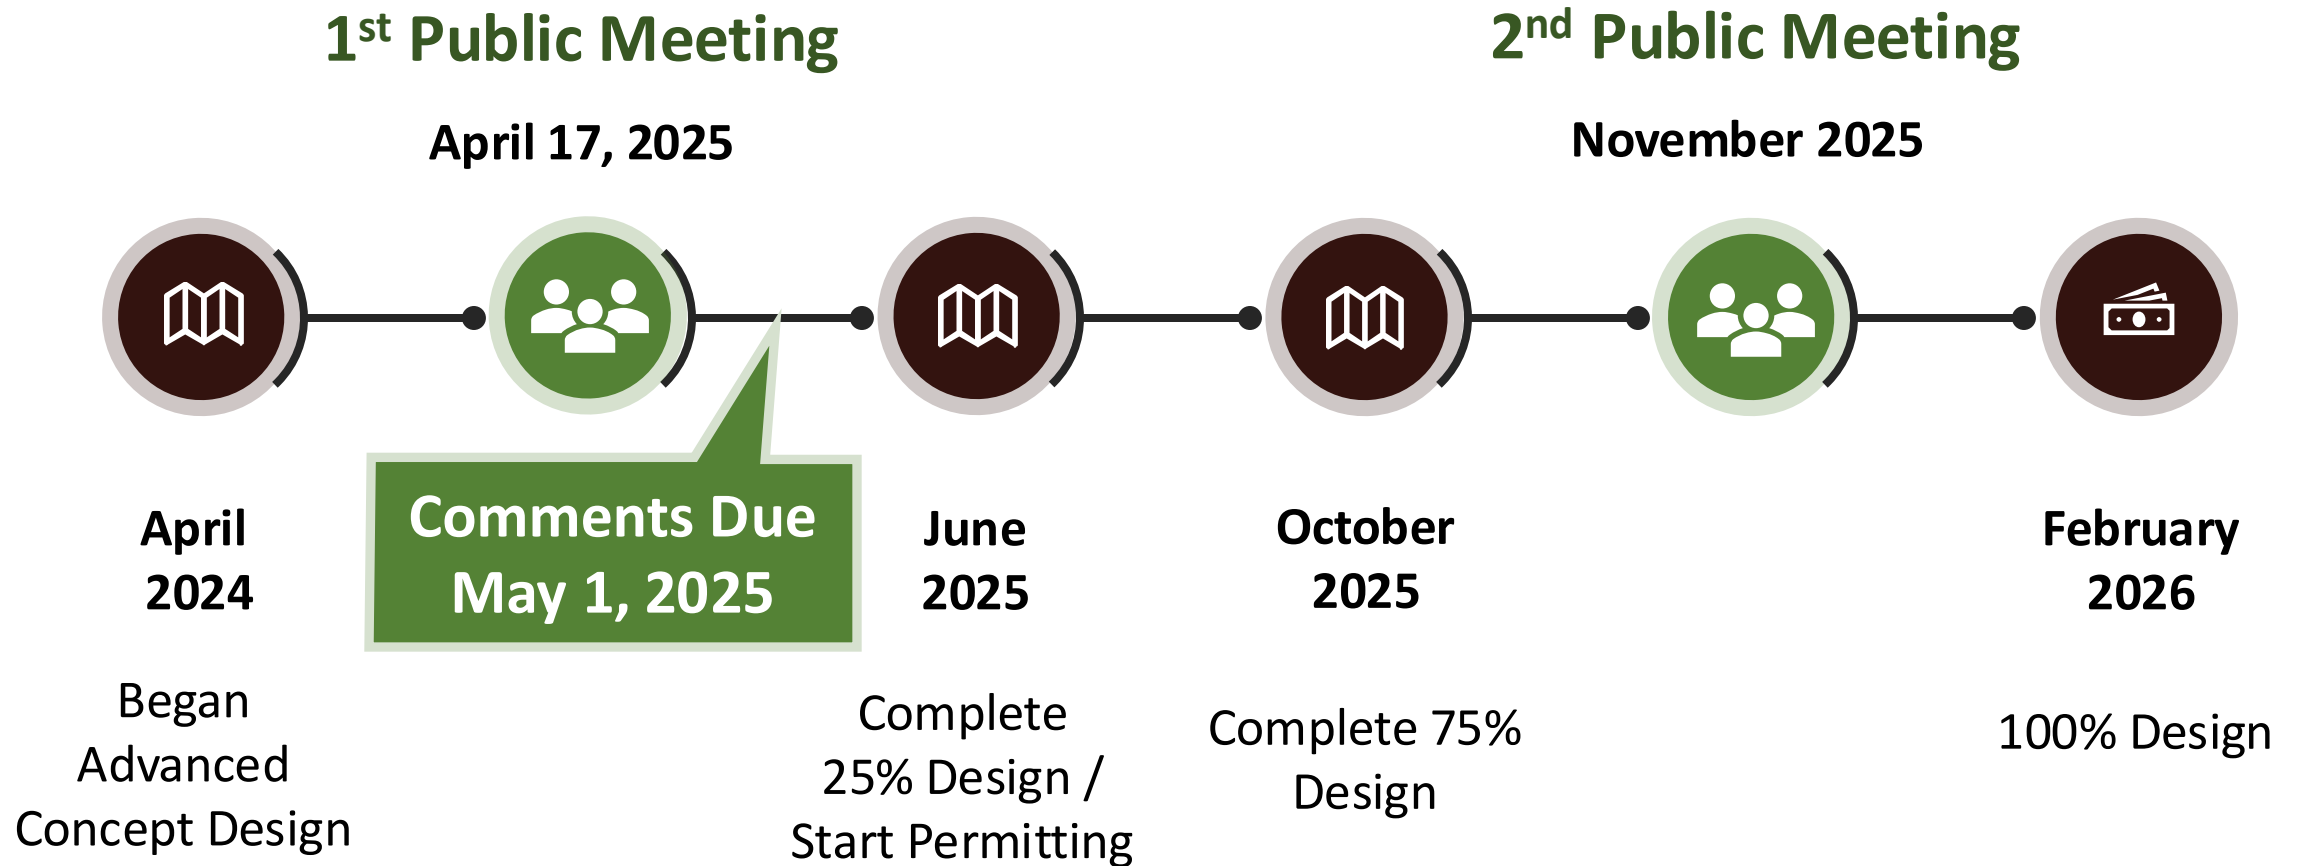 1st Public Meeting
April 17, 2025
2nd Public Meeting
November 2025
April
2024
Began
Advanced
Concept Design
Comments Due
May 1, 2025
June
2025
Complete
25% Design /
Start Permitting
October
2025
Complete 75%
Design
February
2026
100% Design